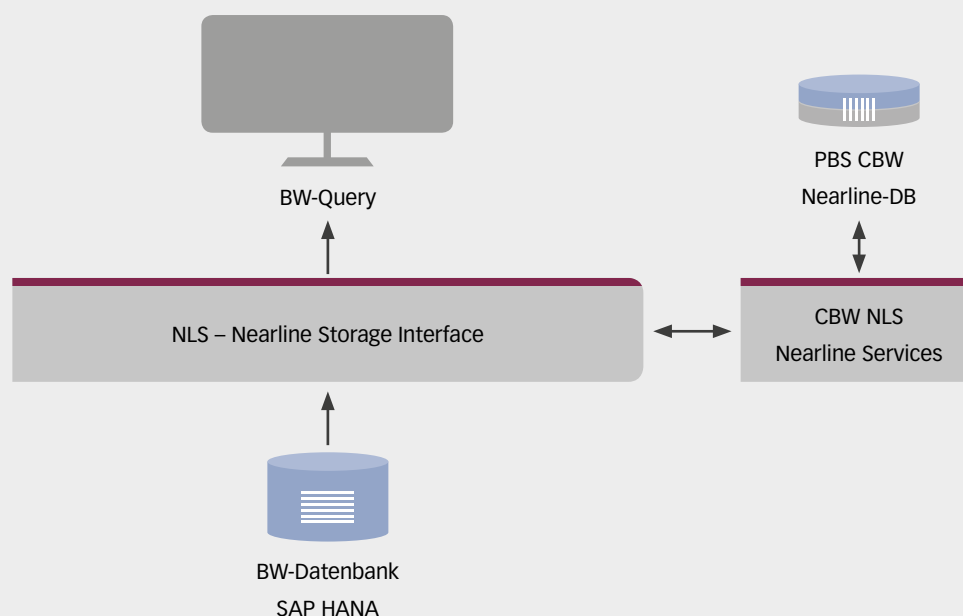 BW-Query
PBS CBW
Nearline-DB
NLS – Nearline Storage Interface
CBW NLS
Nearline Services
BW-Datenbank
SAP HANA